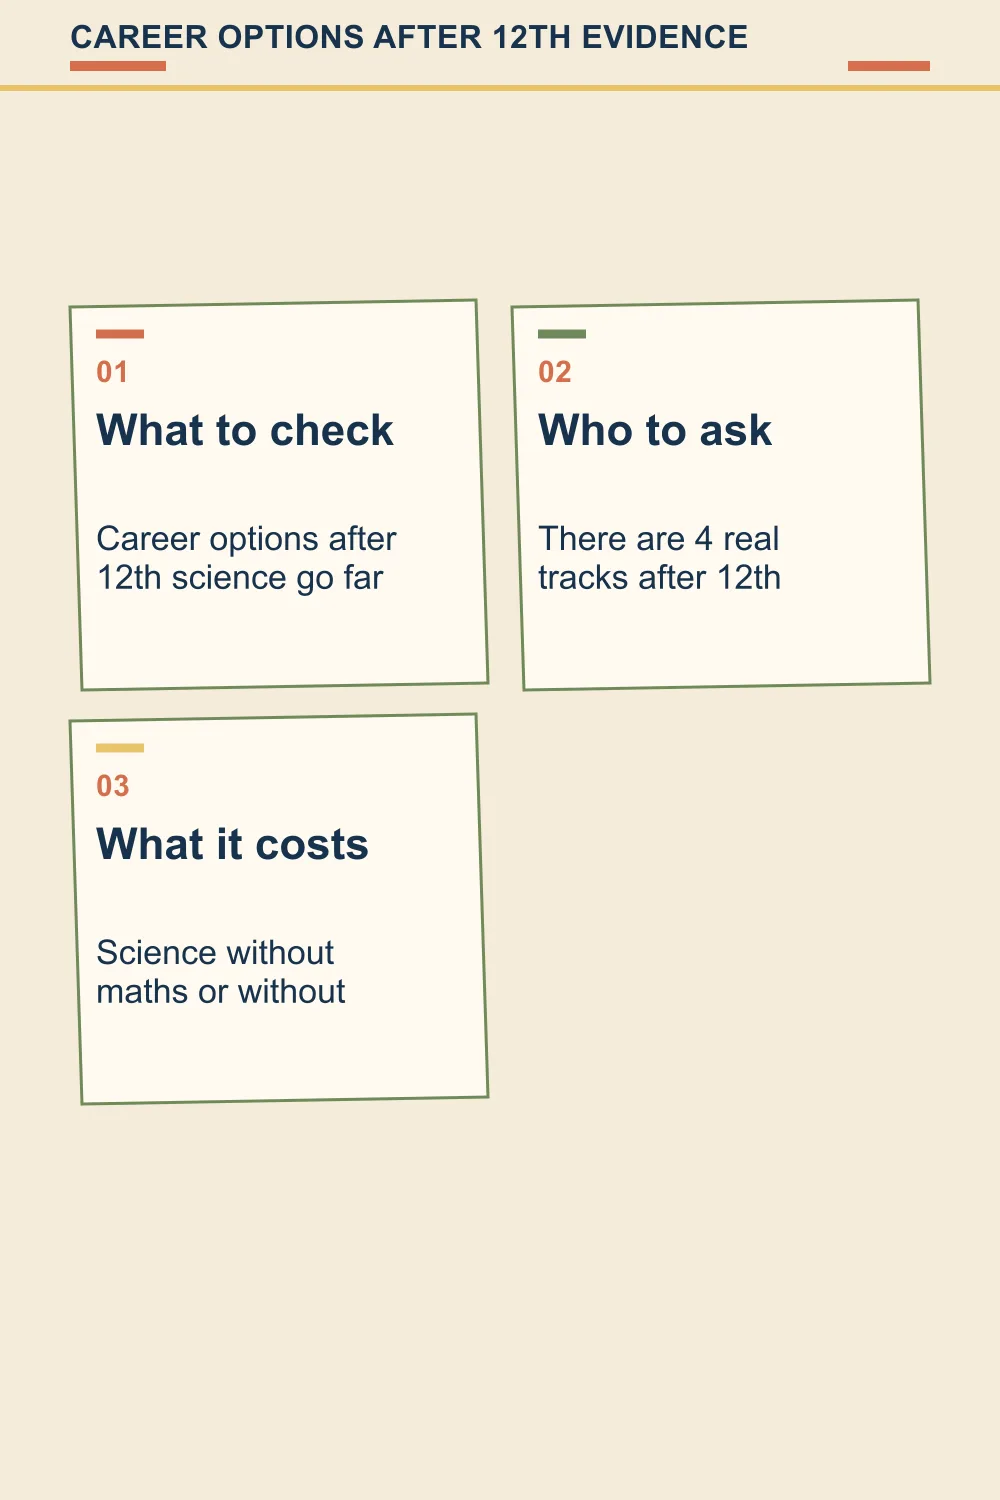 CAREER OPTIONS AFTER 12TH EVIDENCE
01
What to check
Career options after
12th science go far
02
Who to ask
There are 4 real
tracks after 12th
03
What it costs
Science without
maths or without